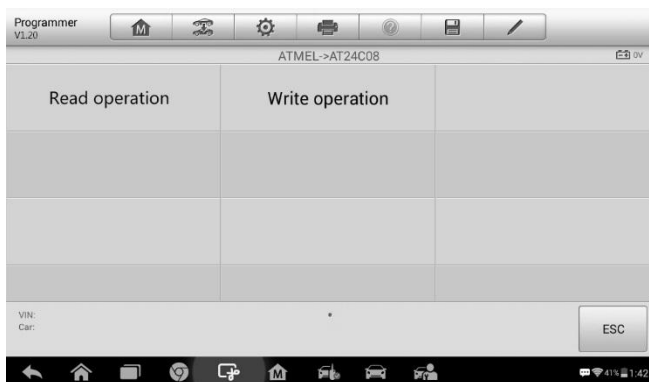 Programmer
V1.20
M
?
ATMEL->AT24C08
0V
Read operation
Write operation
VIN:
Car:
ESC
M
41%
1:42